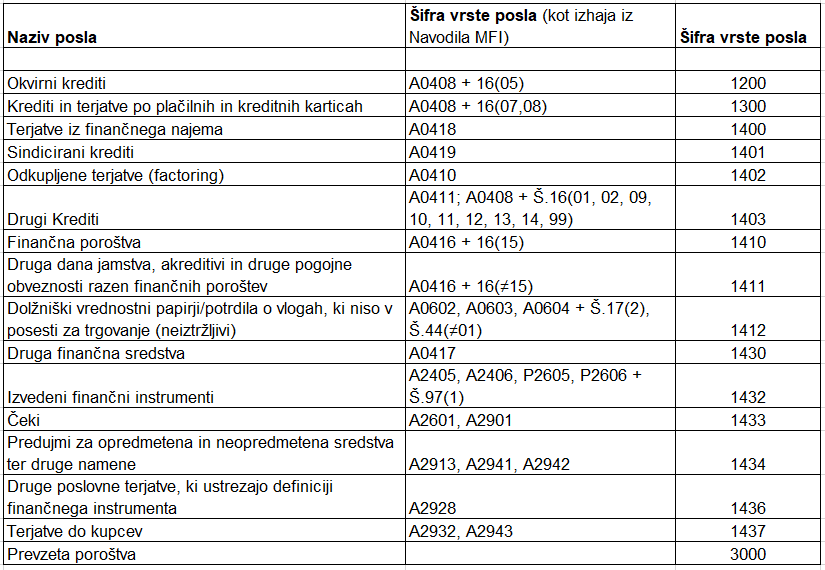 Naziv posla
Šifra vrste posla (kot izhaja iz
Navodila MFI)
Šifra vrste posla
Okvirni krediti
A0408 + 16(05)
1200
Krediti in terjatve po plačilnih in kreditnih karticah
A0408 + 16(07,08)
1300
Terjatve iz finančnega najema
A0418
1400
Sindicirani krediti
A0419
1401
Odkupljene terjatve (factoring)
A0410
1402
Drugi Krediti
A0411; A0408 + Š.16(01, 02, 09,
10, 11, 12, 13, 14, 99)
1403
Finančna poroštva
A0416 + 16(15)
1410
Druga dana jamstva, akreditivi in druge pogojne
obveznosti razen finančnih poroštev
A0416 + 16(≠15)
1411
Dolžniški vrednostni papirji/potrdila o vlogah, ki niso v
posesti za trgovanje (neiztržljivi)
A0602, A0603, A0604 + Š.17(2),
Š.44(≠01)
1412
Druga finančna sredstva
A0417
1430
Izvedeni finančni instrumenti
A2405, A2406, P2605, P2606 +
Š.97(1)
1432
Čeki
A2601, A2901
1433
Predujmi za opredmetena in neopredmetena sredstva
ter druge namene
A2913, A2941, A2942
1434
Druge poslovne terjatve, ki ustrezajo definiciji
finančnega instrumenta
A2928
1436
Terjatve do kupcev
A2932, A2943
1437
Prevzeta poroštva
3000